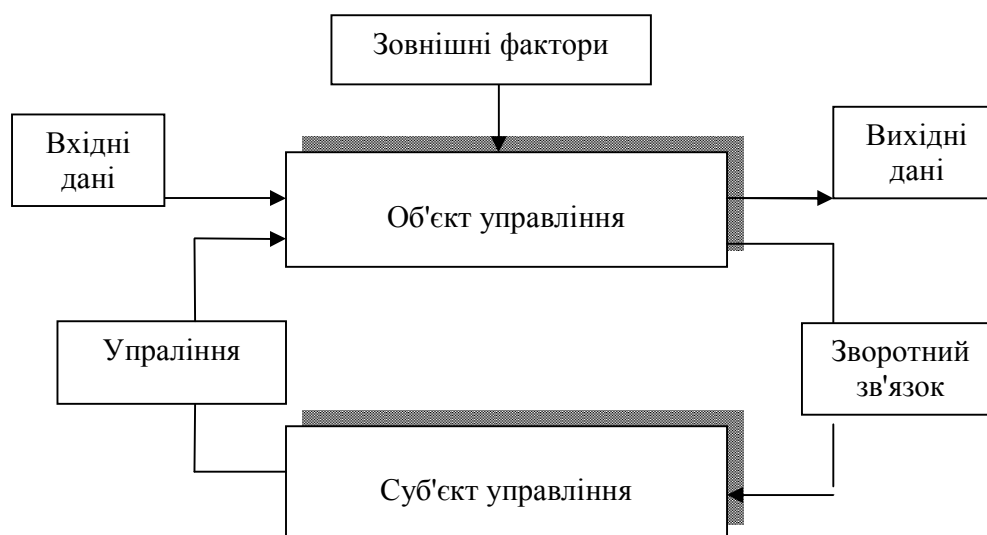 Зовнішні фактори
Вхідні
дані
Вихідні
дані
Об'єкт управління
Упраління
Зворотний
зв'язок
Суб'єкт управління